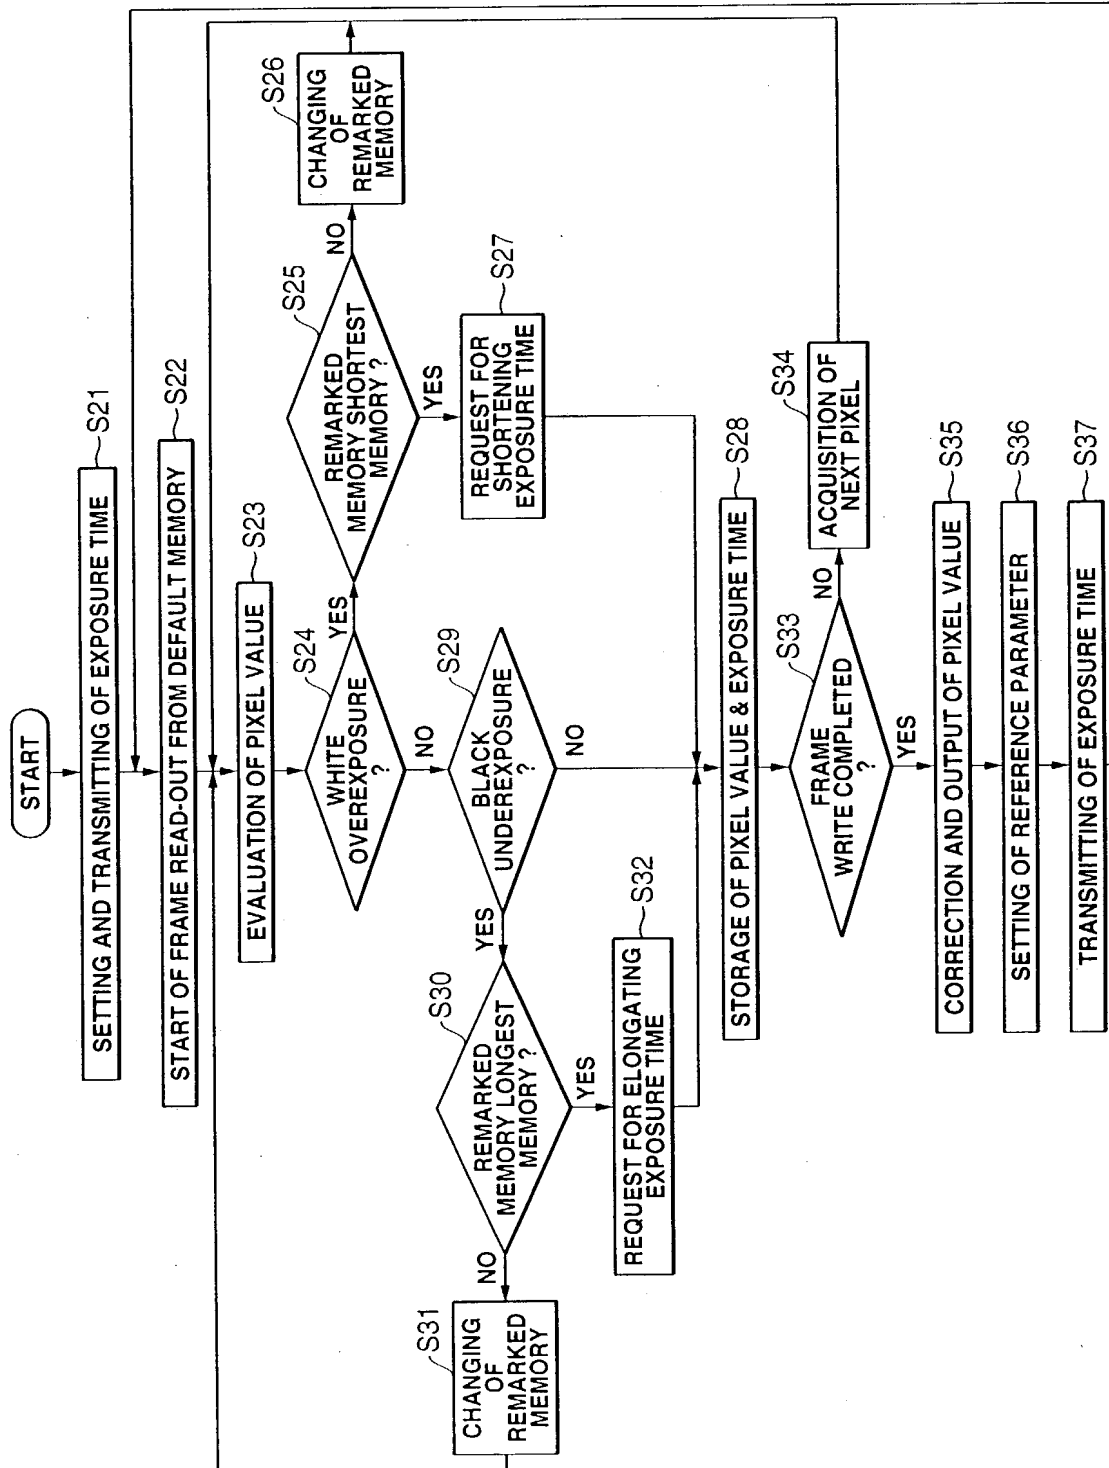 START
SETTING AND TRANSMITTING OF EXPOSURE TIME
S21
START OF FRAME READ-OUT FROM DEFAULT MEMORY
S22
EVALUATION OF PIXEL VALUE
S23
WHITE
OVEREXPOSURE
?
S24
YES
NO
REMARKED
MEMORY SHORTEST
MEMORY ?
S25
NO
YES
CHANGING
OF
REMARKED
MEMORY
S26
REQUEST FOR
SHORTENING
EXPOSURE TIME
S27
BLACK
UNDEREXPOSURE
?
S29
YES
NO
REMARKED
MEMORY LONGEST
MEMORY ?
S30
NO
YES
CHANGING
OF
REMARKED
MEMORY
S31
REQUEST FOR ELONGATING
EXPOSURE TIME
S32
STORAGE OF PIXEL VALUE & EXPOSURE TIME
S28
FRAME
WRITE COMPLETED
?
S33
NO
YES
ACQUISITION OF
NEXT PIXEL
S34
CORRECTION AND OUTPUT OF PIXEL VALUE
S35
SETTING OF REFERENCE PARAMETER
S36
TRANSMITTING OF EXPOSURE TIME
S37